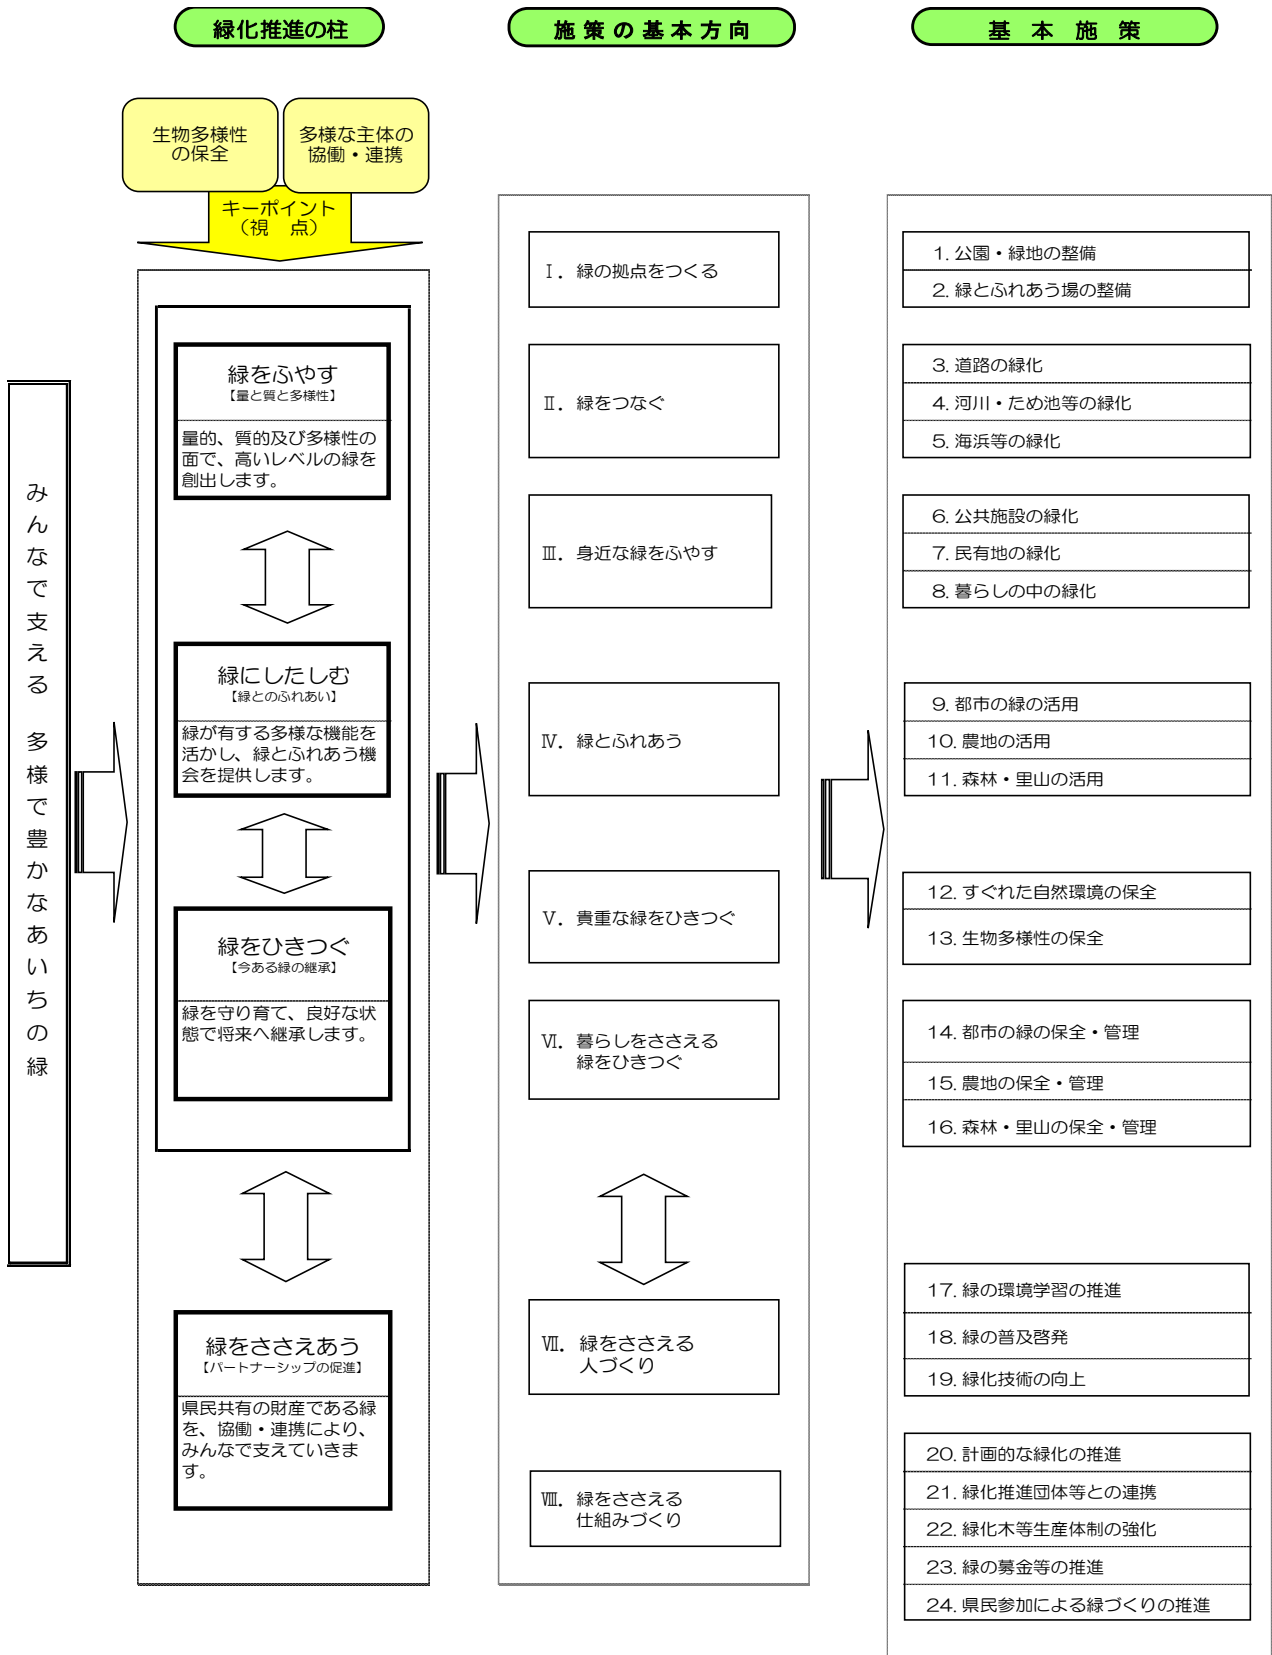 緑化推進の柱
施策の基本方向
基本施策
生物多様性
の保全
多様な主体の
協働・連携
キーポイント
（視　点）
みんなで支える　多様で豊かなあいちの緑
緑をふやす
【量と質と多様性】
量的、質的及び多様性の
面で、高いレベルの緑を
創出します。
緑にしたしむ
【緑とのふれあい】
緑が有する多様な機能を
活かし、緑とふれあう機
会を提供します。
緑をひきつぐ
【今ある緑の継承】
緑を守り育て、良好な状
態で将来へ継承します。
緑をささえあう
【パートナーシップの促進】
県民共有の財産である緑
を、協働・連携により、
みんなで支えていきま
す。
Ⅰ．緑の拠点をつくる
Ⅱ．緑をつなぐ
Ⅲ．身近な緑をふやす
Ⅳ．緑とふれあう
Ⅴ．貴重な緑をひきつぐ
Ⅵ．暮らしをささえる
緑をひきつぐ
Ⅶ．緑をささえる
人づくり
Ⅷ．緑をささえる
仕組みづくり
1．公園・緑地の整備
2．緑とふれあう場の整備
3．道路の緑化
4．河川・ため池等の緑化
5．海浜等の緑化
6．公共施設の緑化
7．民有地の緑化
8．暮らしの中の緑化
9．都市の緑の活用
10．農地の活用
11．森林・里山の活用
12．すぐれた自然環境の保全
13．生物多様性の保全
14．都市の緑の保全・管理
15．農地の保全・管理
16．森林・里山の保全・管理
17．緑の環境学習の推進
18．緑の普及啓発
19．緑化技術の向上
20．計画的な緑化の推進
21．緑化推進団体等との連携
22．緑化木等生産体制の強化
23．緑の募金等の推進
24．県民参加による緑づくりの推進